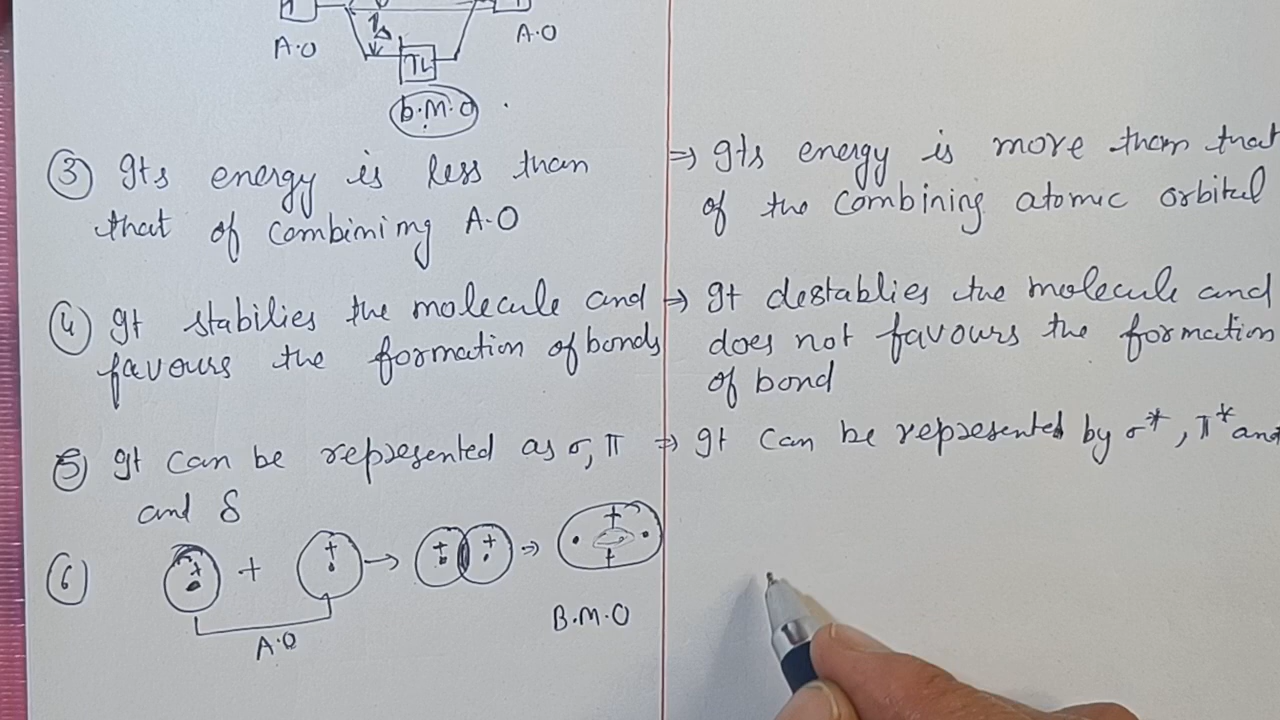 A.O
A.O
b.M.O
③ Its energy is less than
that of combining A.O
④ It stabilies the molecule and
favours the formation of bonds
⑤ It can be represented as σ, π
and δ
⑥ + + + → + + ⇒ + +
A.O
B.M.O
⇒ Its energy is more than that
of the combining atomic orbital
→ It destablies the molecule and
does not favours the formation
of bond
⇒ It can be represented by σ*, π* and